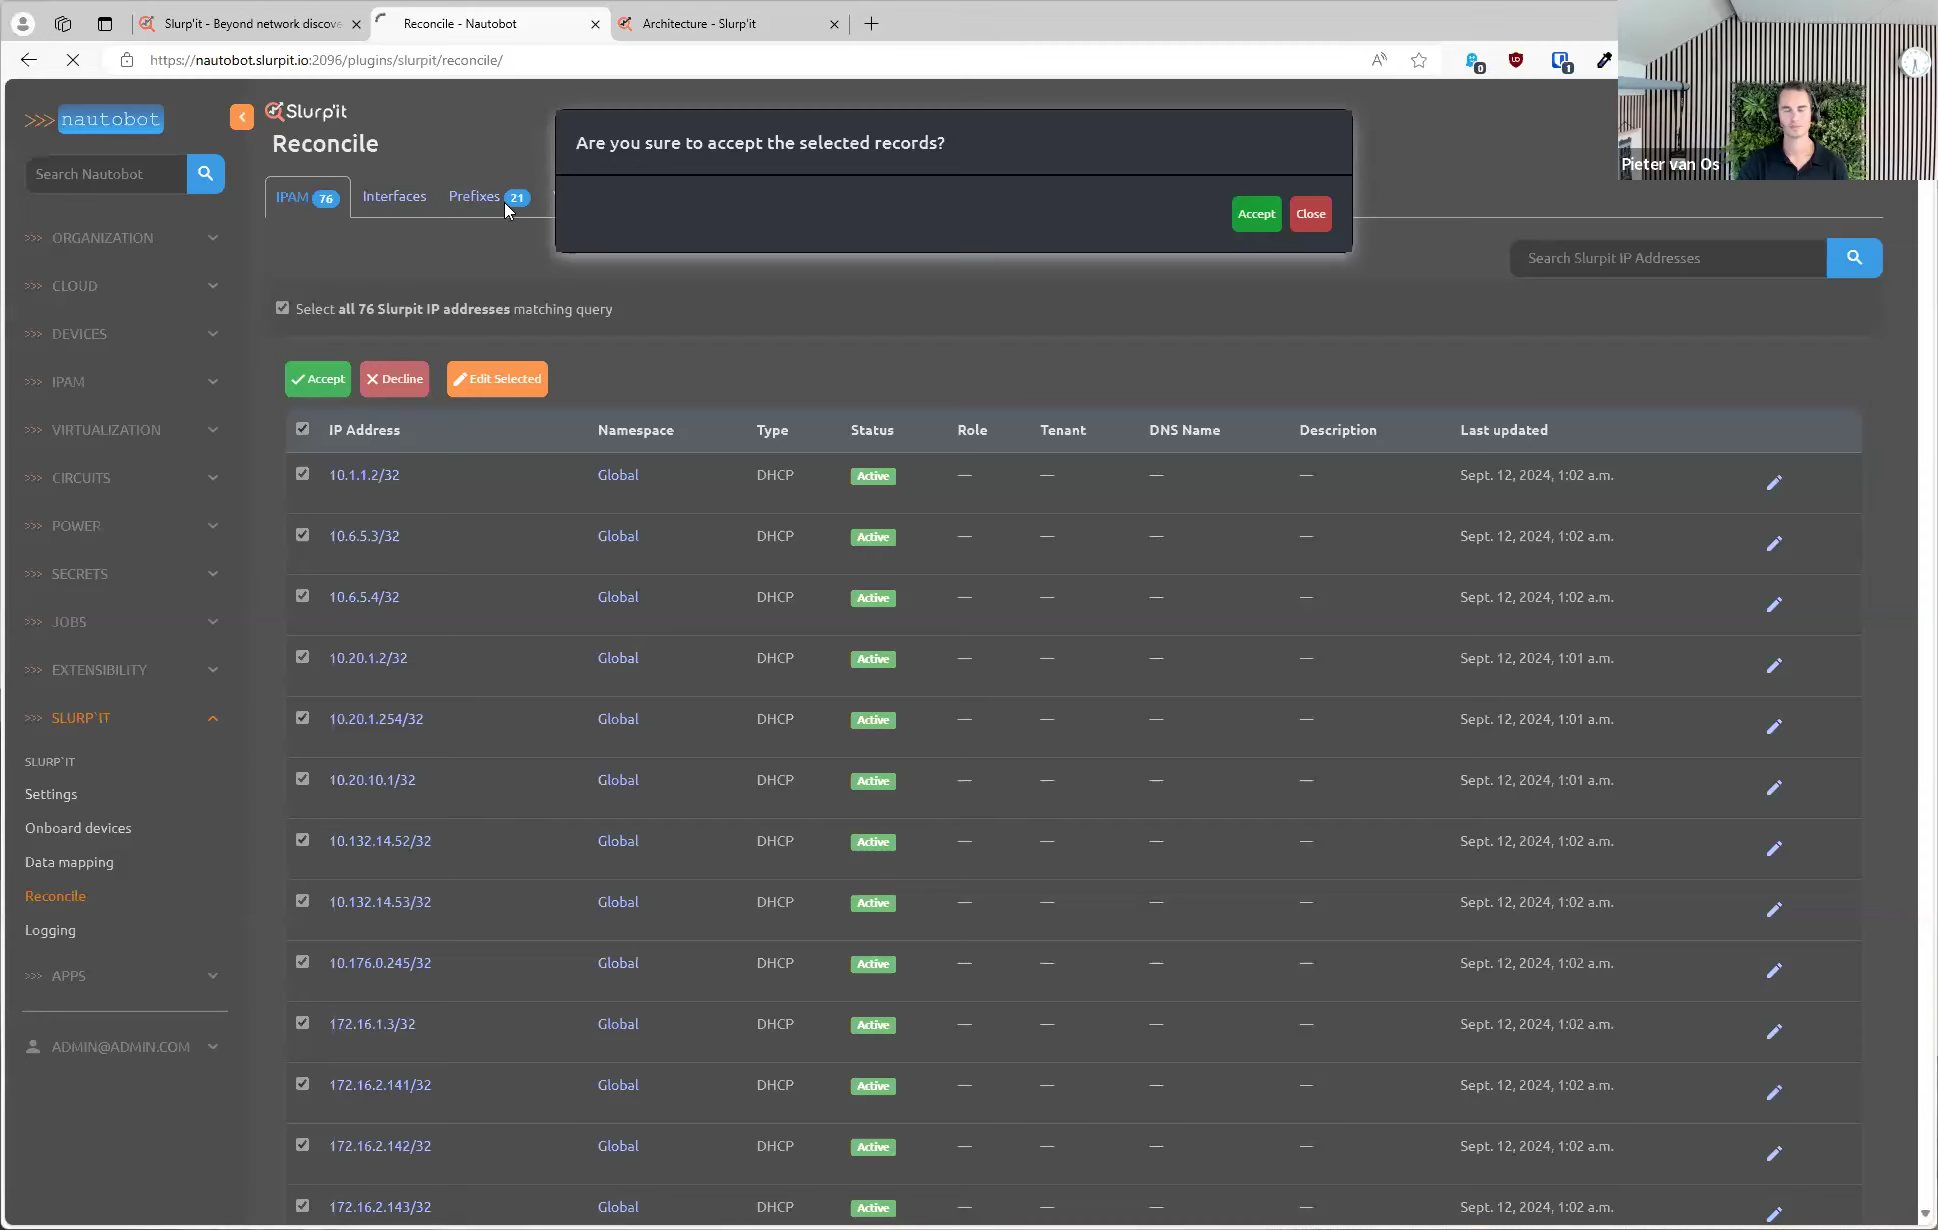 Slurp'it - Beyond network discove
Reconcile - Nautobot
Architecture - Slurp'it
https://nautobot.slurpit.io:2096/plugins/slurpit/reconcile/
0
1
Pieter van Os
>>> nautobot
Search Nautobot
>>> ORGANIZATION
>>> CLOUD
>>> DEVICES
>>> IPAM
>>> VIRTUALIZATION
>>> CIRCUITS
>>> POWER
>>> SECRETS
>>> JOBS
>>> EXTENSIBILITY
>>> SLURP`IT
SLURP`IT
Settings
Onboard devices
Data mapping
Reconcile
Logging
>>> APPS
ADMIN@ADMIN.COM
Slurp'it
Reconcile
IPAM 76 Interfaces Prefixes 21
Are you sure to accept the selected records?
Accept Close
Search Slurpit IP Addresses
Select all 76 Slurpit IP addresses matching query
Accept Decline Edit Selected
IP Address Namespace Type Status Role Tenant DNS Name Description Last updated
10.1.1.2/32 Global DHCP Active — — — — Sept. 12, 2024, 1:02 a.m.
10.6.5.3/32 Global DHCP Active — — — — Sept. 12, 2024, 1:02 a.m.
10.6.5.4/32 Global DHCP Active — — — — Sept. 12, 2024, 1:02 a.m.
10.20.1.2/32 Global DHCP Active — — — — Sept. 12, 2024, 1:01 a.m.
10.20.1.254/32 Global DHCP Active — — — — Sept. 12, 2024, 1:01 a.m.
10.20.10.1/32 Global DHCP Active — — — — Sept. 12, 2024, 1:01 a.m.
10.132.14.52/32 Global DHCP Active — — — — Sept. 12, 2024, 1:02 a.m.
10.132.14.53/32 Global DHCP Active — — — — Sept. 12, 2024, 1:02 a.m.
10.176.0.245/32 Global DHCP Active — — — — Sept. 12, 2024, 1:02 a.m.
172.16.1.3/32 Global DHCP Active — — — — Sept. 12, 2024, 1:02 a.m.
172.16.2.141/32 Global DHCP Active — — — — Sept. 12, 2024, 1:02 a.m.
172.16.2.142/32 Global DHCP Active — — — — Sept. 12, 2024, 1:02 a.m.
172.16.2.143/32 Global DHCP Active — — — — Sept. 12, 2024, 1:02 a.m.